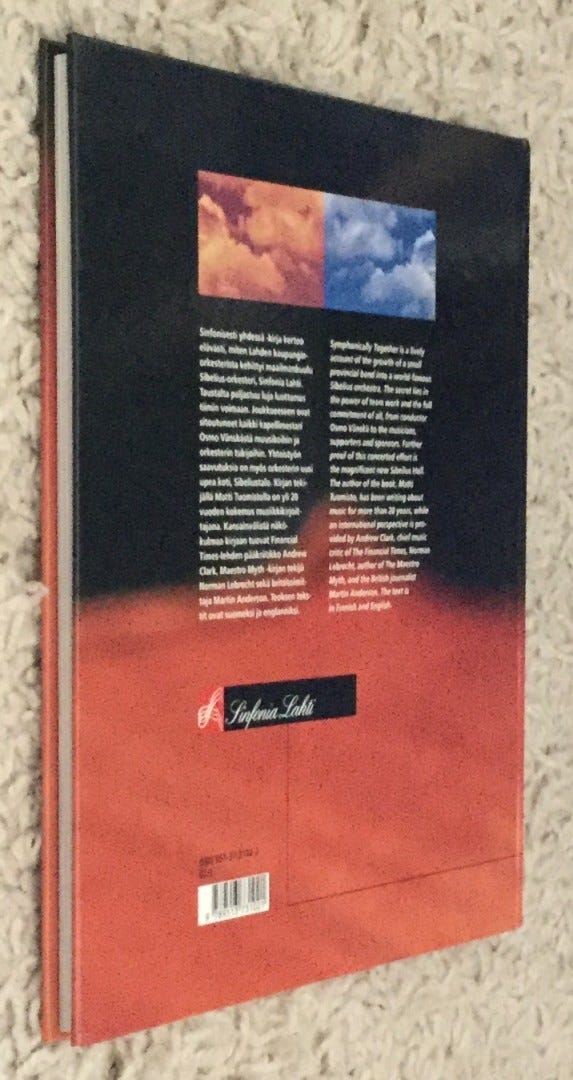 Sinfonisesti yhdessä -kirja kertoo
elävästi, miten Lahden kaupungin-
orkesterista kehittyi maailmanluokan
Sibelius-orkesteri, Sinfonia Lahti.
Taustalta paljastuu luja luottamus
tiimin voimaan. Joukkueeseen ovat
sitoutuneet kaikki kapellimestari
Osmo Vänskästä muusikoihin ja
orkesterin tukijoihin. Yhteistyön
saavutuksia on myös orkesterin uusi
upea koti, Sibeliustalo. Kirjan teki-
jällä Matti Tuomistolla on yli 20
vuoden kokemus musiikkikirjoit-
tajana. Kansainvälistä näkö-
kulmaa kirjaan tuovat Financial
Times-lehden pääkriitikko Andrew
Clark, Maestro Myth -kirjan tekijä
Norman Lebrecht sekä brittitoimit-
taja Martin Anderson. Teoksen teks-
tit ovat suomeksi ja englanniksi.
Symphonically Together is a lively
account of the growth of a small
provincial band into a world-famous
Sibelius orchestra. The secret lies in
the power of team work and the full
commitment of all, from conductor
Osmo Vänskä to the musicians,
supporters and sponsors. Further
proof of this concerted effort is
the magnificent new Sibelius Hall.
The author of the book, Matti
Tuomisto, has been writing about
music for more than 20 years, while
an international perspective is pro-
vided by Andrew Clark, chief music
critic of The Financial Times, Norman
Lebrecht, author of The Maestro
Myth, and the British journalist
Martin Anderson. The text is
in Finnish and English.
Sinfonia Lahti
ISBN